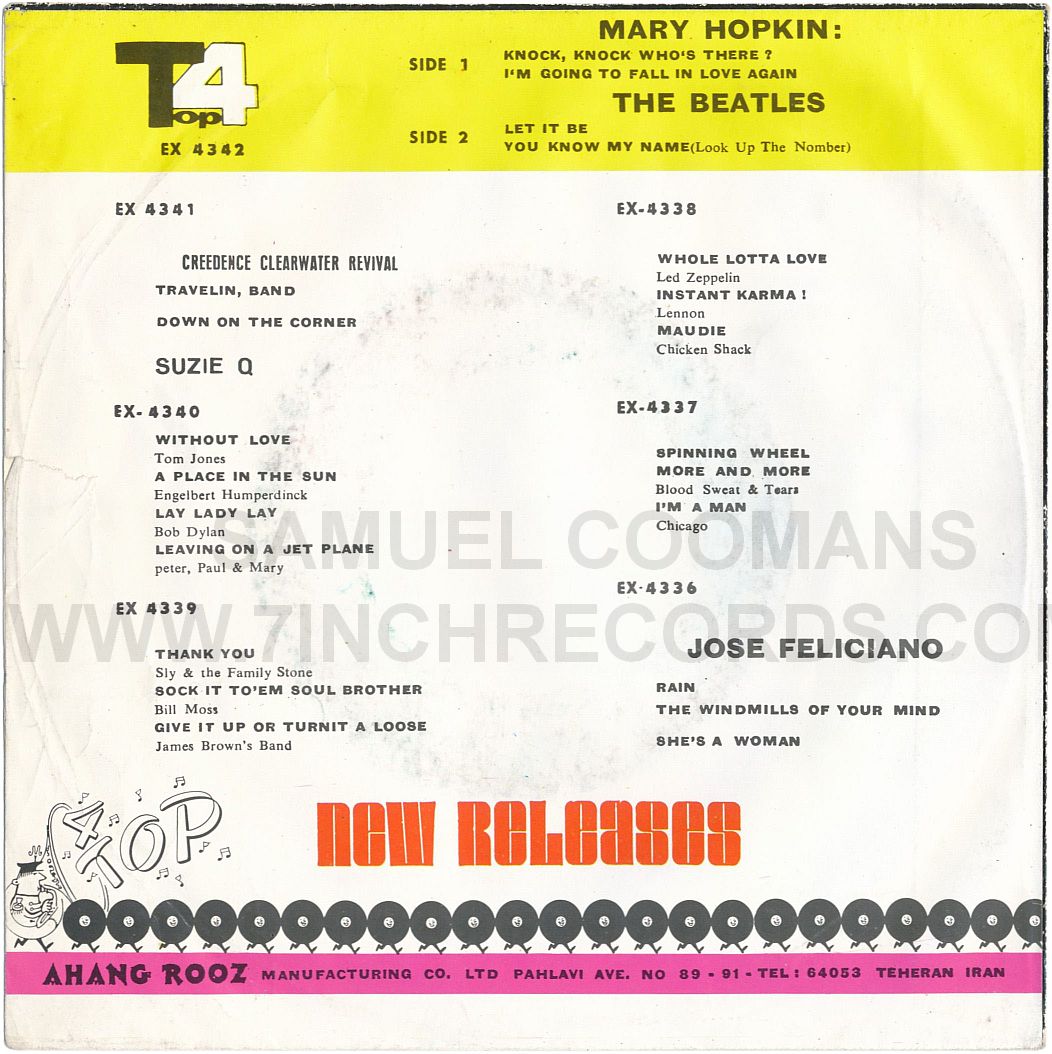 Top 4
EX 4342
MARY HOPKIN:
SIDE 1
KNOCK, KNOCK WHO'S THERE ?
I'M GOING TO FALL IN LOVE AGAIN
THE BEATLES
SIDE 2
LET IT BE
YOU KNOW MY NAME(Look Up The Nomber)
EX 4341
CREEDENCE CLEARWATER REVIVAL
TRAVELIN, BAND
DOWN ON THE CORNER
SUZIE Q
EX-4340
WITHOUT LOVE
Tom Jones
A PLACE IN THE SUN
Engelbert Humperdinck
LAY LADY LAY
Bob Dylan
LEAVING ON A JET PLANE
peter, Paul & Mary
EX 4339
THANK YOU
Sly & the Family Stone
SOCK IT TO'EM SOUL BROTHER
Bill Moss
GIVE IT UP OR TURNIT A LOOSE
James Brown's Band
EX-4338
WHOLE LOTTA LOVE
Led Zeppelin
INSTANT KARMA !
Lennon
MAUDIE
Chicken Shack
EX-4337
SPINNING WHEEL
MORE AND MORE
Blood Sweat & Tears
I'M A MAN
Chicago
EX-4336
JOSE FELICIANO
RAIN
THE WINDMILLS OF YOUR MIND
SHE'S A WOMAN
SAMUEL COOMANS
WWW.7INCHRECORDS.CO
4 TOP
NEW RELEASES
AHANG ROOZ MANUFACTURING CO. LTD PAHLAVI AVE. NO 89 - 91 - TEL : 64053 TEHERAN IRAN